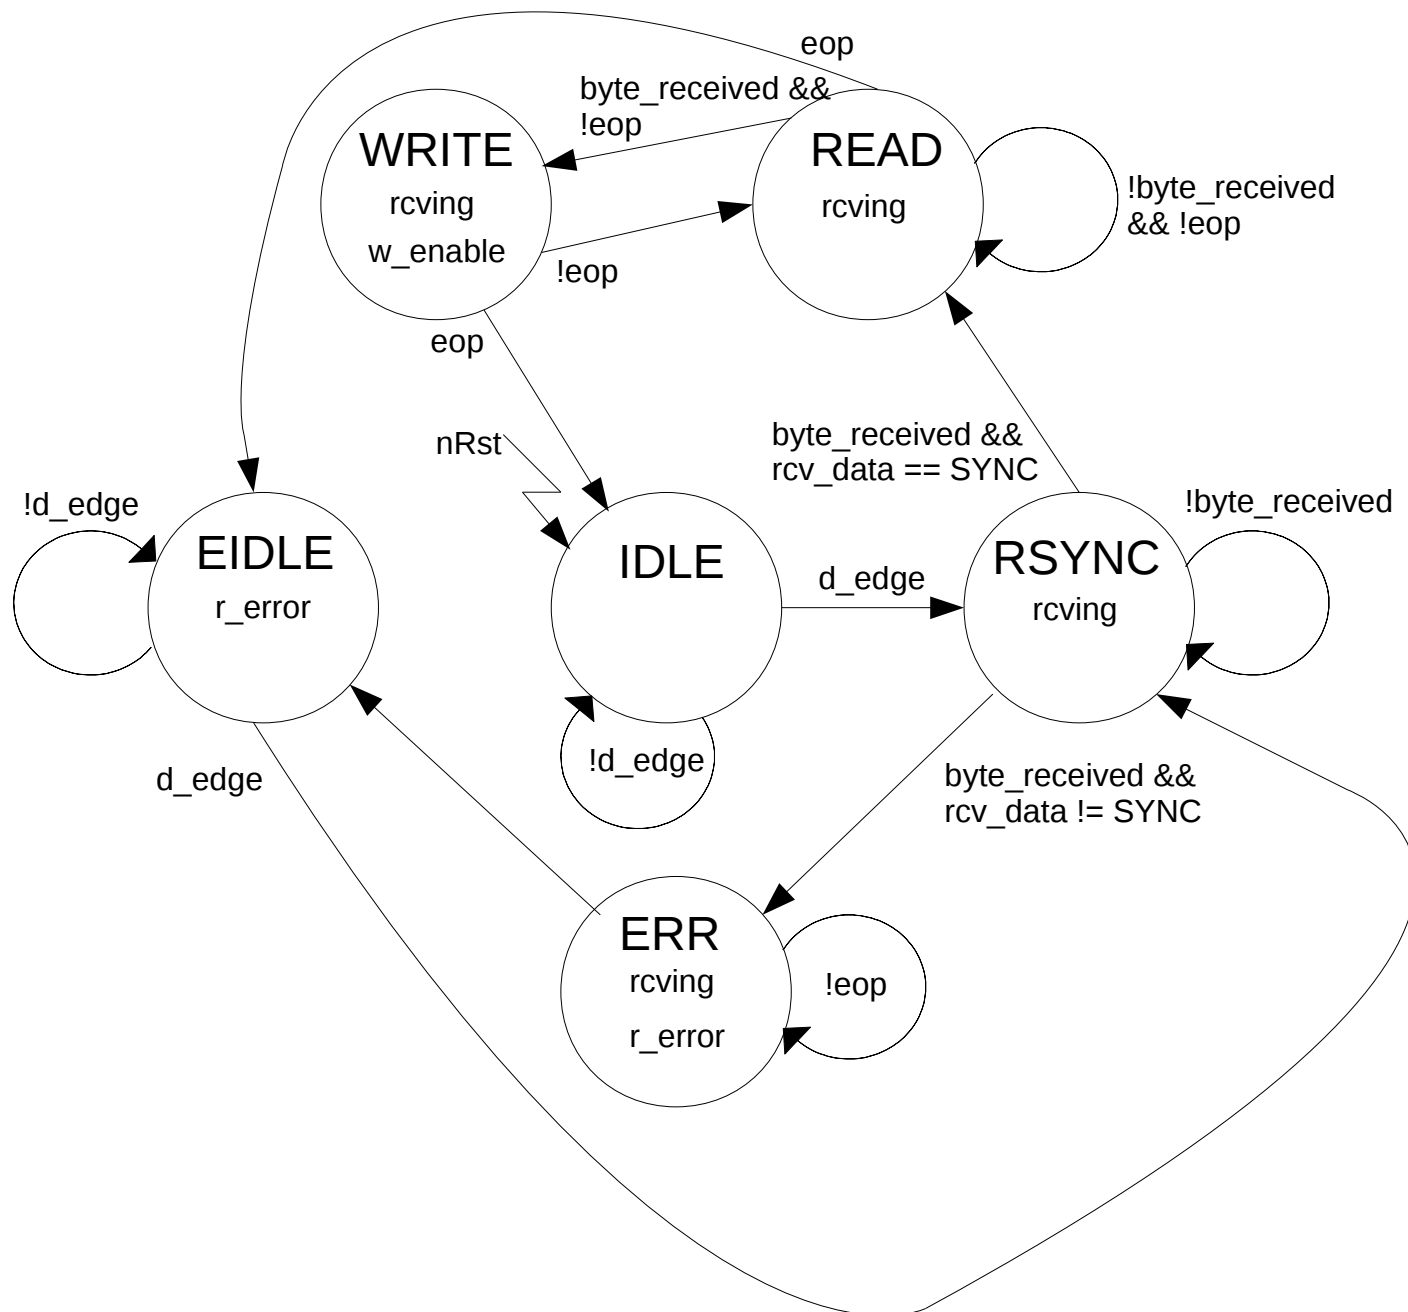 eop
byte_received &&
!eop
WRITE
rcving
w_enable
READ
rcving
!byte_received
&& !eop
!eop
eop
nRst
byte_received &&
rcv_data == SYNC
!d_edge
!byte_received
EIDLE
r_error
IDLE
d_edge
RSYNC
rcving
!d_edge
d_edge
byte_received &&
rcv_data != SYNC
ERR
rcving
r_error
!eop